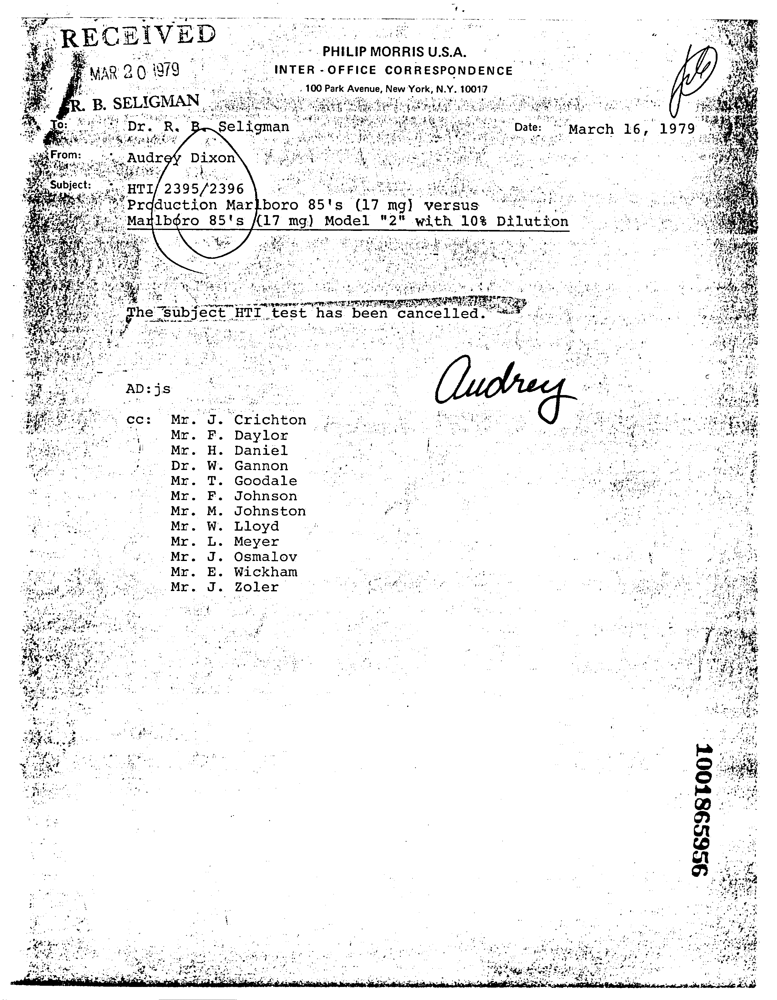 RECEIVED
MAR 20 1979
R. B. SELIGMAN
PHILIP MORRIS U.S.A.
INTER - OFFICE CORRESPONDENCE
100 Park Avenue, New York, N.Y. 10017
To: Dr. R. B. Seligman Date: March 16, 1979
From: Audrey Dixon
Subject: HTI 2395/2396
Production Marlboro 85's (17 mg) versus
Marlboro 85's (17 mg) Model "2" with 10% Dilution
The subject HTI test has been cancelled.
Audrey
AD:js
cc: Mr. J. Crichton
Mr. F. Daylor
Mr. H. Daniel
Dr. W. Gannon
Mr. T. Goodale
Mr. F. Johnson
Mr. M. Johnston
Mr. W. Lloyd
Mr. L. Meyer
Mr. J. Osmalov
Mr. E. Wickham
Mr. J. Zoler
1001865956